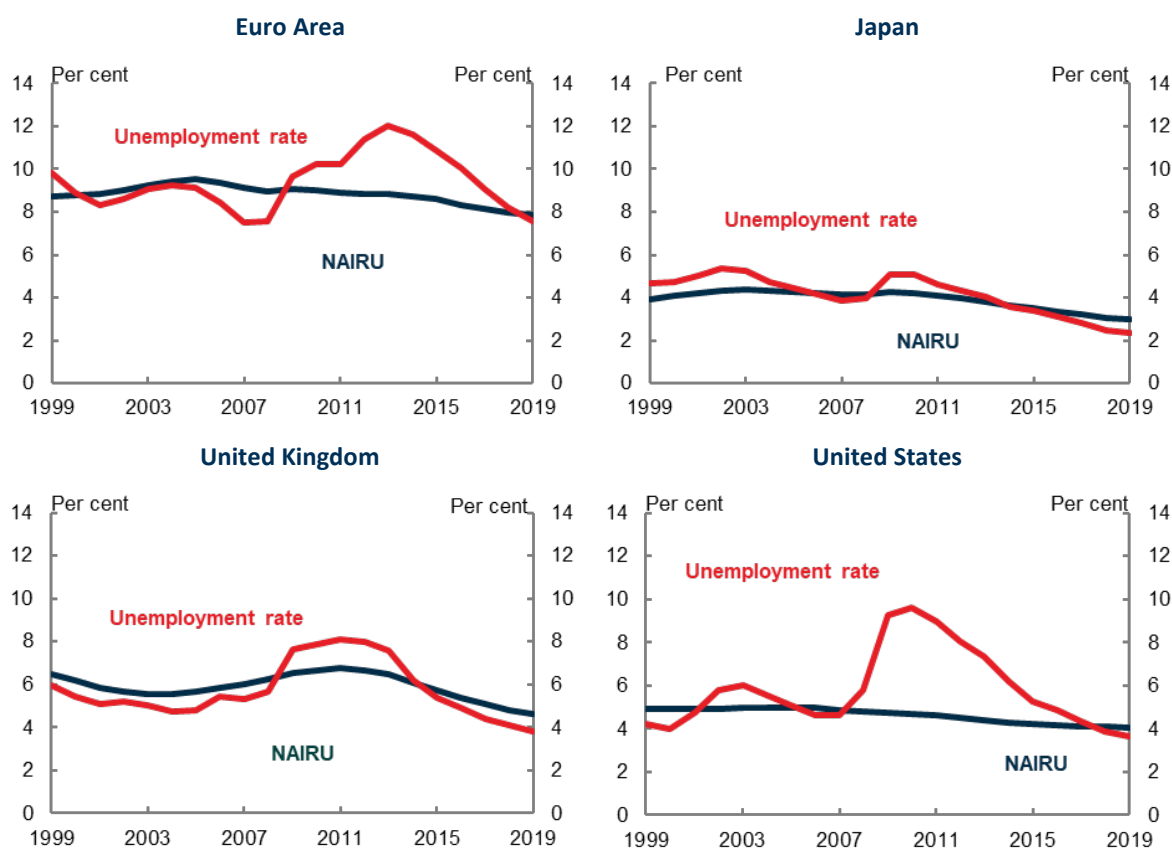 Euro Area
Per cent Per cent
14 14
12 12
Unemployment rate
10 10
8 8
6 6
NAIRU
4 4
2 2
0 0
1999 2003 2007 2011 2015 2019
Japan
Per cent Per cent
14 14
12 12
10 10
8 8
Unemployment rate
6 6
4 4
NAIRU
2 2
0 0
1999 2003 2007 2011 2015 2019
United Kingdom
Per cent Per cent
14 14
12 12
10 10
Unemployment rate
8 8
6 6
4 4
NAIRU
2 2
0 0
1999 2003 2007 2011 2015 2019
United States
Per cent Per cent
14 14
12 12
Unemployment rate
10 10
8 8
6 6
4 4
NAIRU
2 2
0 0
1999 2003 2007 2011 2015 2019